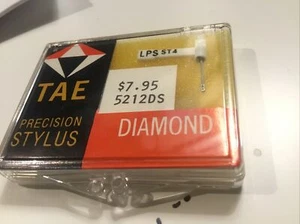 LPS ST4
TAE
$7.95
5212DS
PRECISION
STYLUS
DIAMOND